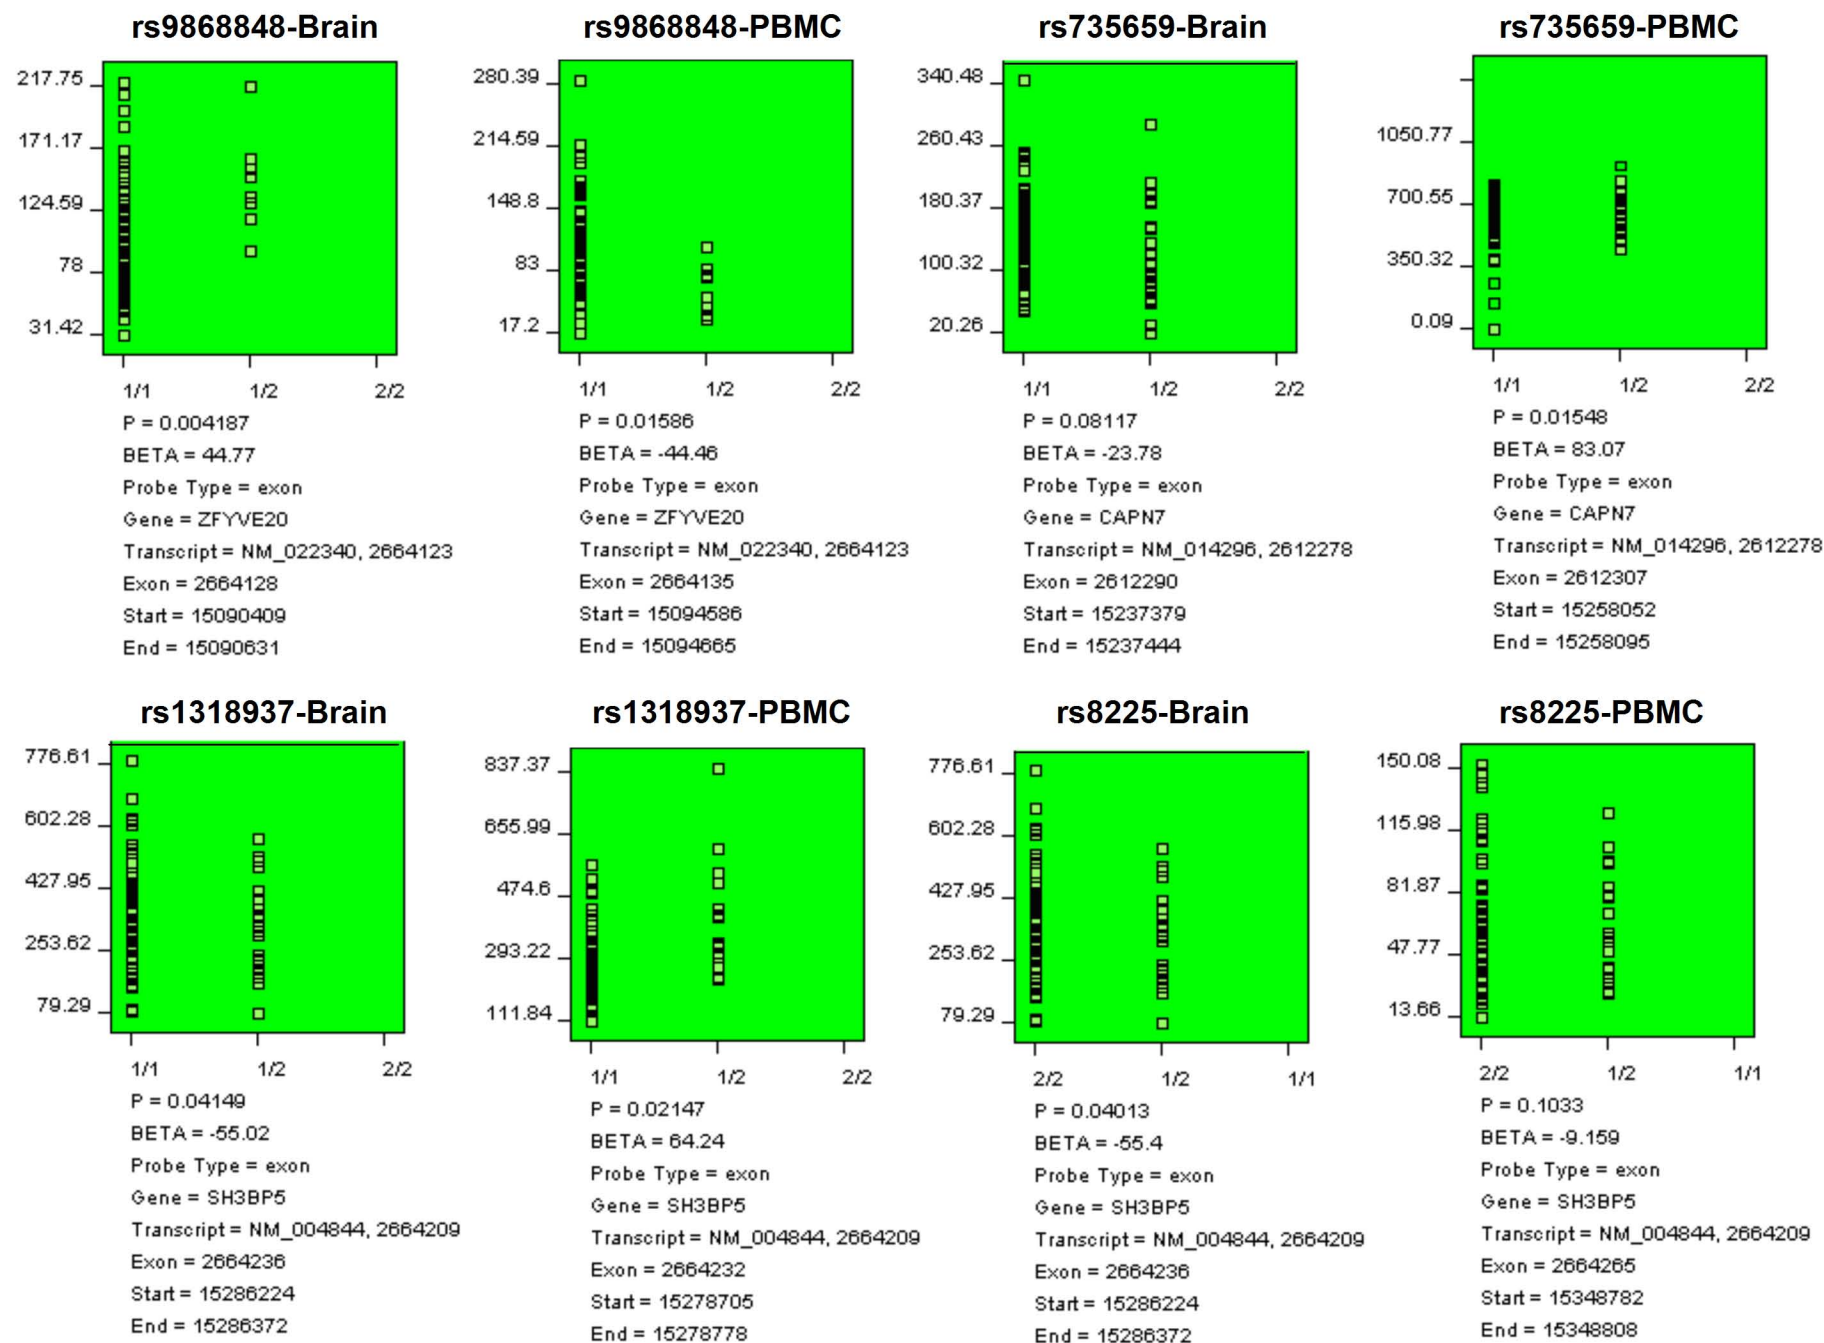 rs9868848-Brain
217.75
171.17
124.59
78
31.42
1/1 1/2 2/2
P = 0.004187
BETA = 44.77
Probe Type = exon
Gene = ZFYVE20
Transcript = NM_022340, 2664123
Exon = 2664128
Start = 15090409
End = 15090631
rs9868848-PBMC
280.39
214.59
148.8
83
17.2
1/1 1/2 2/2
P = 0.01586
BETA = -44.46
Probe Type = exon
Gene = ZFYVE20
Transcript = NM_022340, 2664123
Exon = 2664135
Start = 15094586
End = 15094665
rs735659-Brain
340.48
260.43
180.37
100.32
20.26
1/1 1/2 2/2
P = 0.08117
BETA = -23.78
Probe Type = exon
Gene = CAPN7
Transcript = NM_014296, 2612278
Exon = 2612290
Start = 15237379
End = 15237444
rs735659-PBMC
1050.77
700.55
350.32
0.09
1/1 1/2 2/2
P = 0.01548
BETA = 83.07
Probe Type = exon
Gene = CAPN7
Transcript = NM_014296, 2612278
Exon = 2612307
Start = 15258052
End = 15258095
rs1318937-Brain
776.61
602.28
427.95
253.62
79.29
1/1 1/2 2/2
P = 0.04149
BETA = -55.02
Probe Type = exon
Gene = SH3BP5
Transcript = NM_004844, 2664209
Exon = 2664236
Start = 15286224
End = 15286372
rs1318937-PBMC
837.37
655.99
474.6
293.22
111.84
1/1 1/2 2/2
P = 0.02147
BETA = 64.24
Probe Type = exon
Gene = SH3BP5
Transcript = NM_004844, 2664209
Exon = 2664232
Start = 15278705
End = 15278778
rs8225-Brain
776.61
602.28
427.95
253.62
79.29
2/2 1/2 1/1
P = 0.04013
BETA = -55.4
Probe Type = exon
Gene = SH3BP5
Transcript = NM_004844, 2664209
Exon = 2664236
Start = 15286224
End = 15286372
rs8225-PBMC
150.08
115.98
81.87
47.77
13.66
2/2 1/2 1/1
P = 0.1033
BETA = -9.159
Probe Type = exon
Gene = SH3BP5
Transcript = NM_004844, 2664209
Exon = 2664265
Start = 15348782
End = 15348808